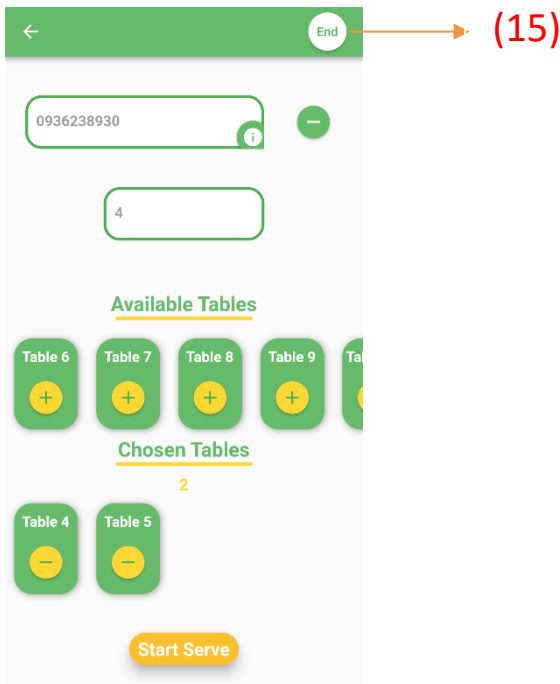 End
(15)
0936238930
i
4
Available Tables
Table 6 Table 7 Table 8 Table 9 Ta
+ + + +
Chosen Tables
2
Table 4 Table 5
− −
Start Serve